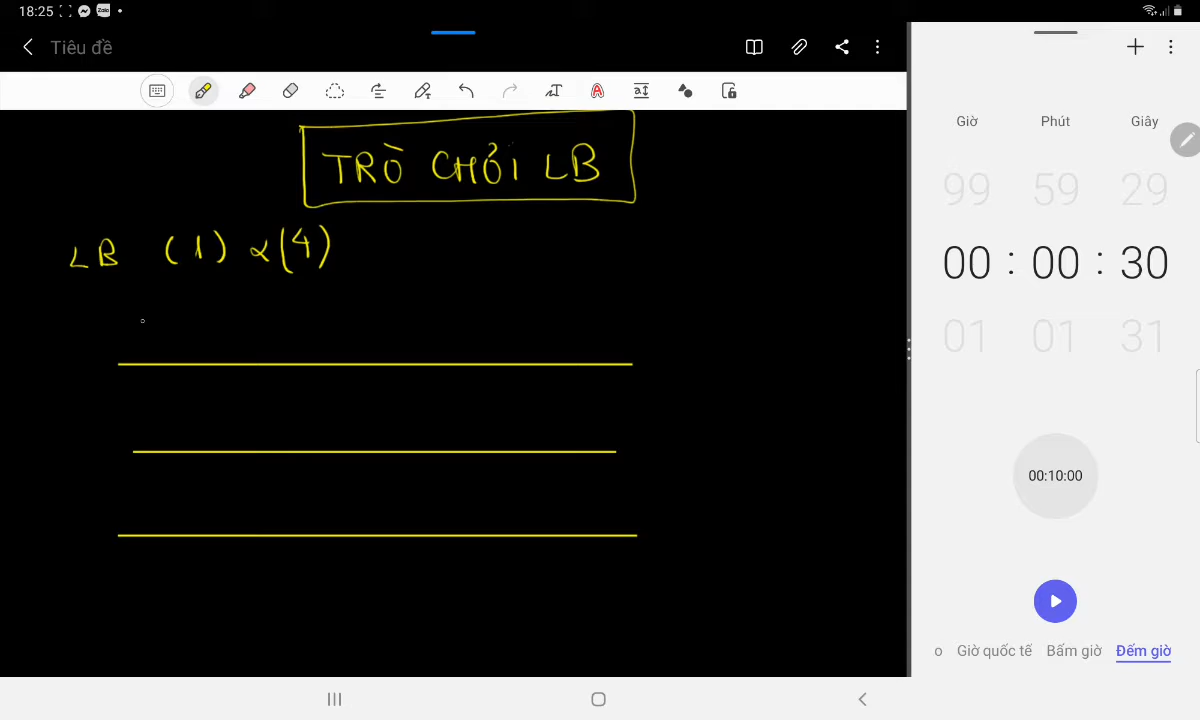 18:25
Tiêu đề
TRÒ CHƠI LB
LB (1) α (4)
Giờ Phút Giây
99 59 29
00 : 00 : 30
01 01 31
00:10:00
o Giờ quốc tế Bấm giờ Đếm giờ